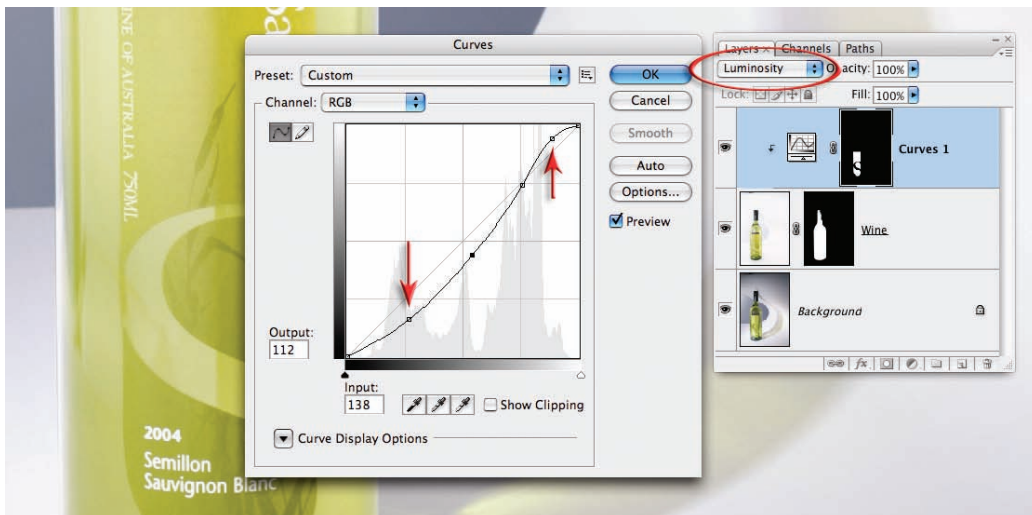 Sa
INE OF AUSTRALIA 750ML
2004
Semillon
Sauvignon Blanc
Curves
Preset: Custom
Channel: RGB
Output:
112
Input:
138
Show Clipping
Curve Display Options
OK
Cancel
Smooth
Auto
Options...
Preview
Layers × Channels Paths
Luminosity Opacity: 100%
Lock: Fill: 100%
Curves 1
Wine
Background
fx